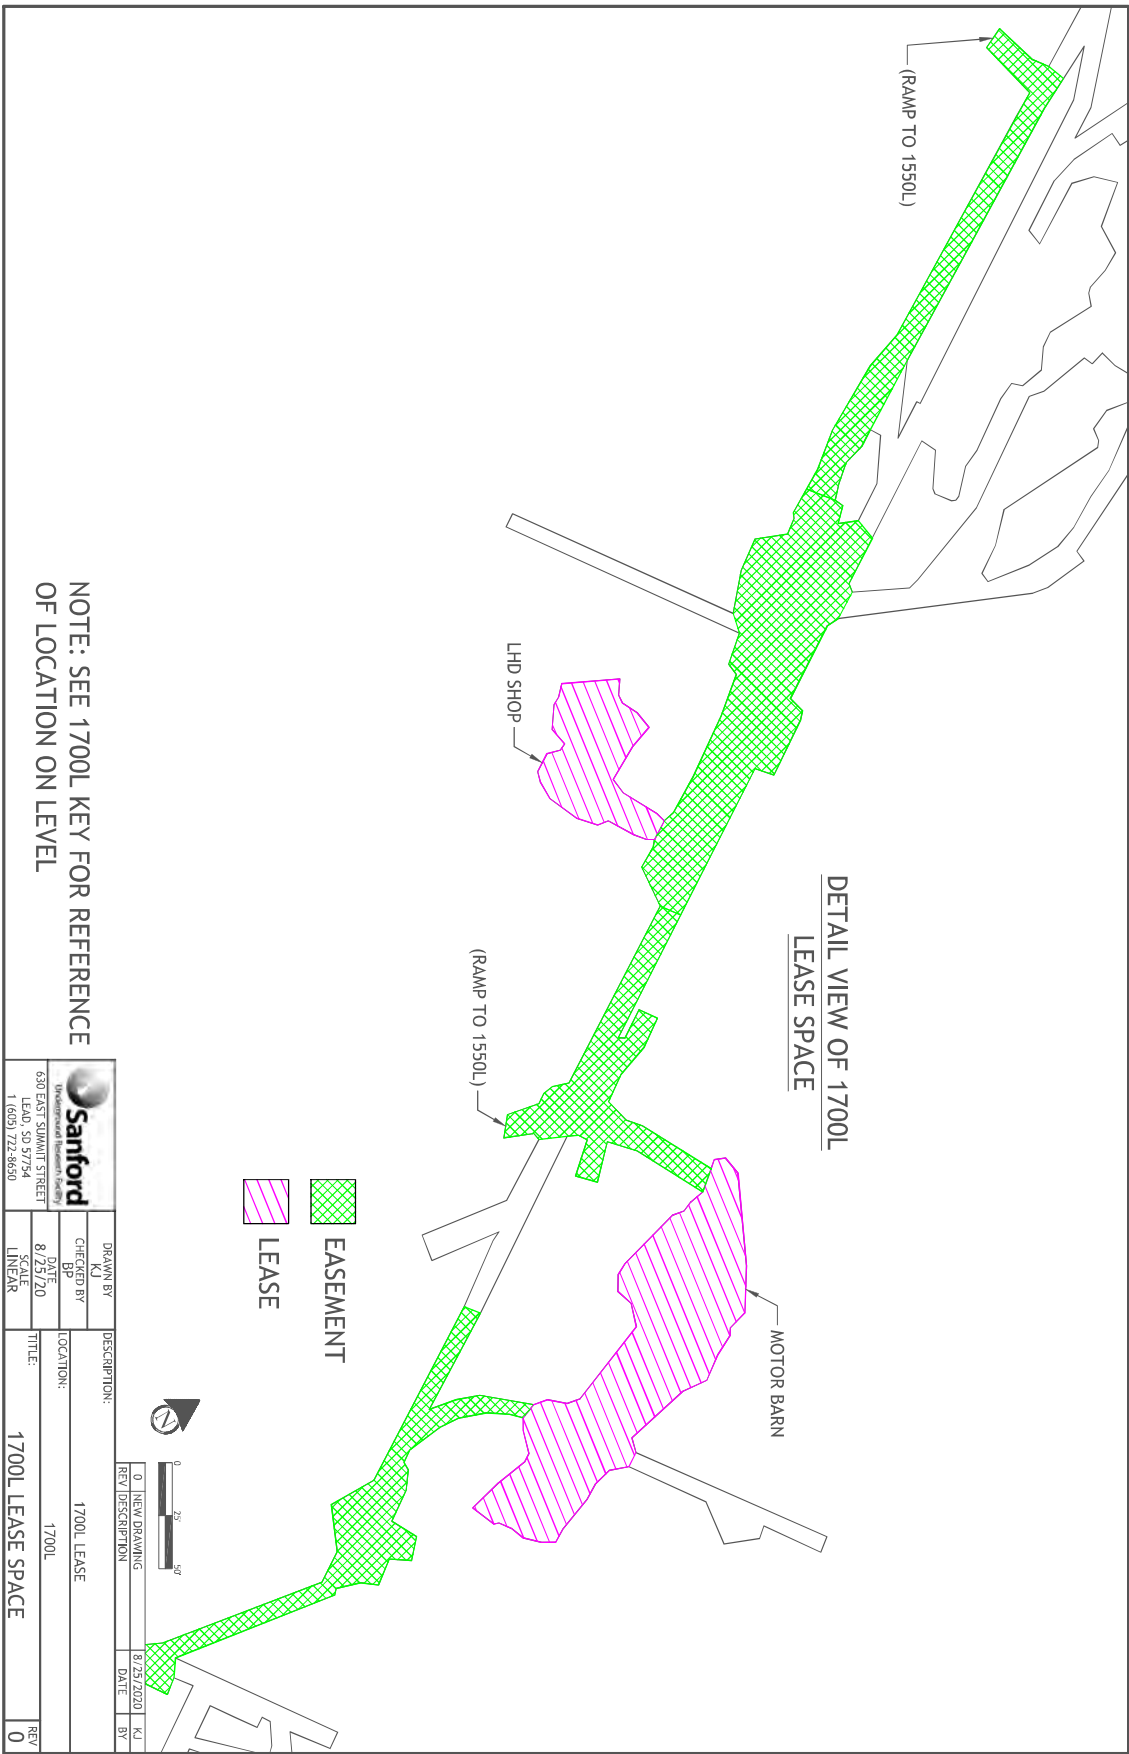 (RAMP TO 1550L)
DETAIL VIEW OF 1700L
LEASE SPACE
MOTOR BARN
LHD SHOP
(RAMP TO 1550L)
EASEMENT
LEASE
NOTE: SEE 1700L KEY FOR REFERENCE
OF LOCATION ON LEVEL
N
0
25'
50'
0 NEW DRAWING 8/25/2020 KJ
REV DESCRIPTION DATE BY
Sanford
Underground Research Facility
630 EAST SUMMIT STREET
LEAD, SD 57754
1 (605) 722-8650
DRAWN BY
KJ
CHECKED BY
BP
DATE
8/25/20
SCALE
LINEAR
DESCRIPTION:
1700L LEASE
LOCATION:
1700L
TITLE:
1700L LEASE SPACE
REV
0